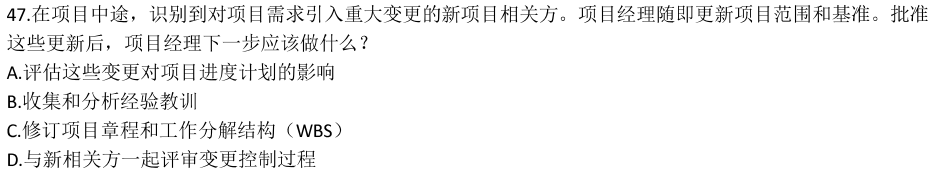 47.在项目中途，识别到对项目需求引入重大变更的新项目相关方。项目经理随即更新项目范围和基准。批准
这些更新后，项目经理下一步应该做什么？
A.评估这些变更对项目进度计划的影响
B.收集和分析经验教训
C.修订项目章程和工作分解结构（WBS）
D.与新相关方一起评审变更控制过程